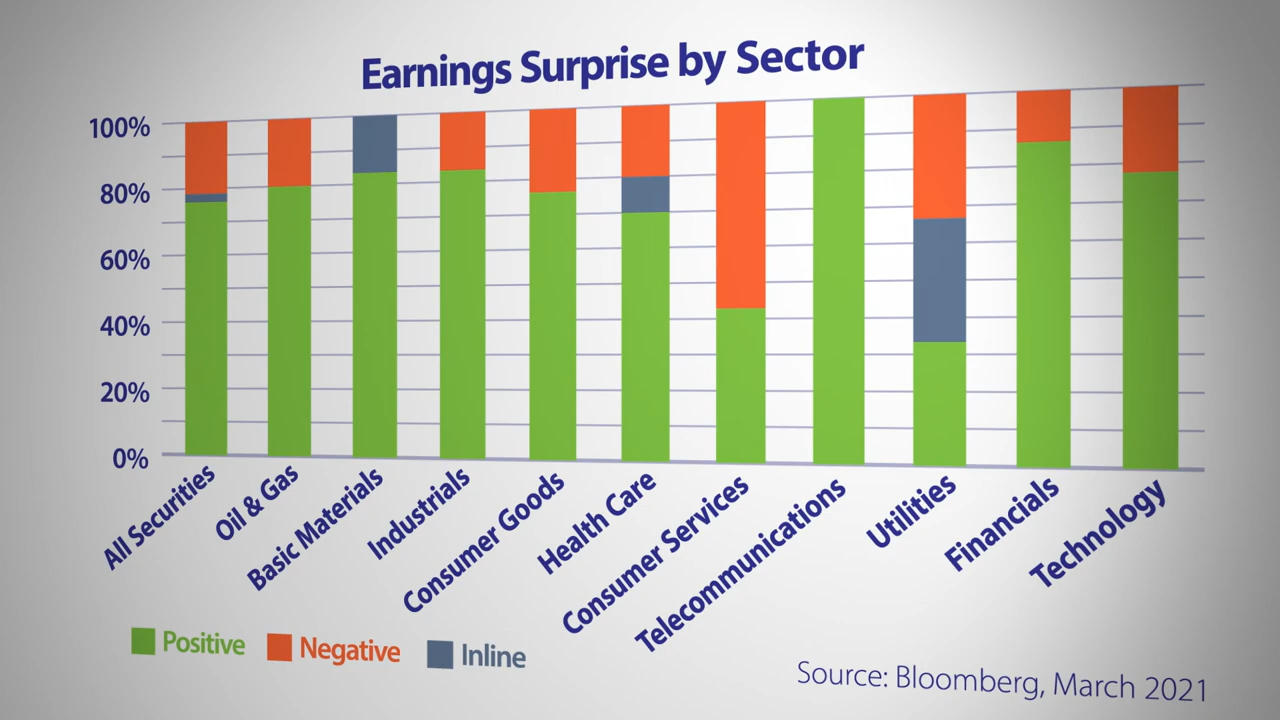 Earnings Surprise by Sector
100%
80%
60%
40%
20%
0%
All Securities
Oil & Gas
Basic Materials
Industrials
Consumer Goods
Health Care
Consumer Services
Telecommunications
Utilities
Financials
Technology
Positive
Negative
Inline
Source: Bloomberg, March 2021